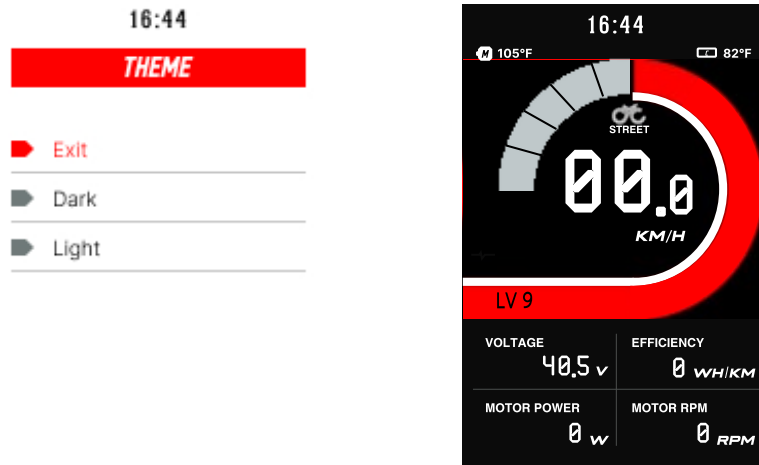 16:44
THEME
Exit
Dark
Light
16:44
M 105°F
C 82°F
STREET
00.0
KM/H
LV 9
VOLTAGE
40.5 V
EFFICIENCY
0 WH/KM
MOTOR POWER
0 W
MOTOR RPM
0 RPM